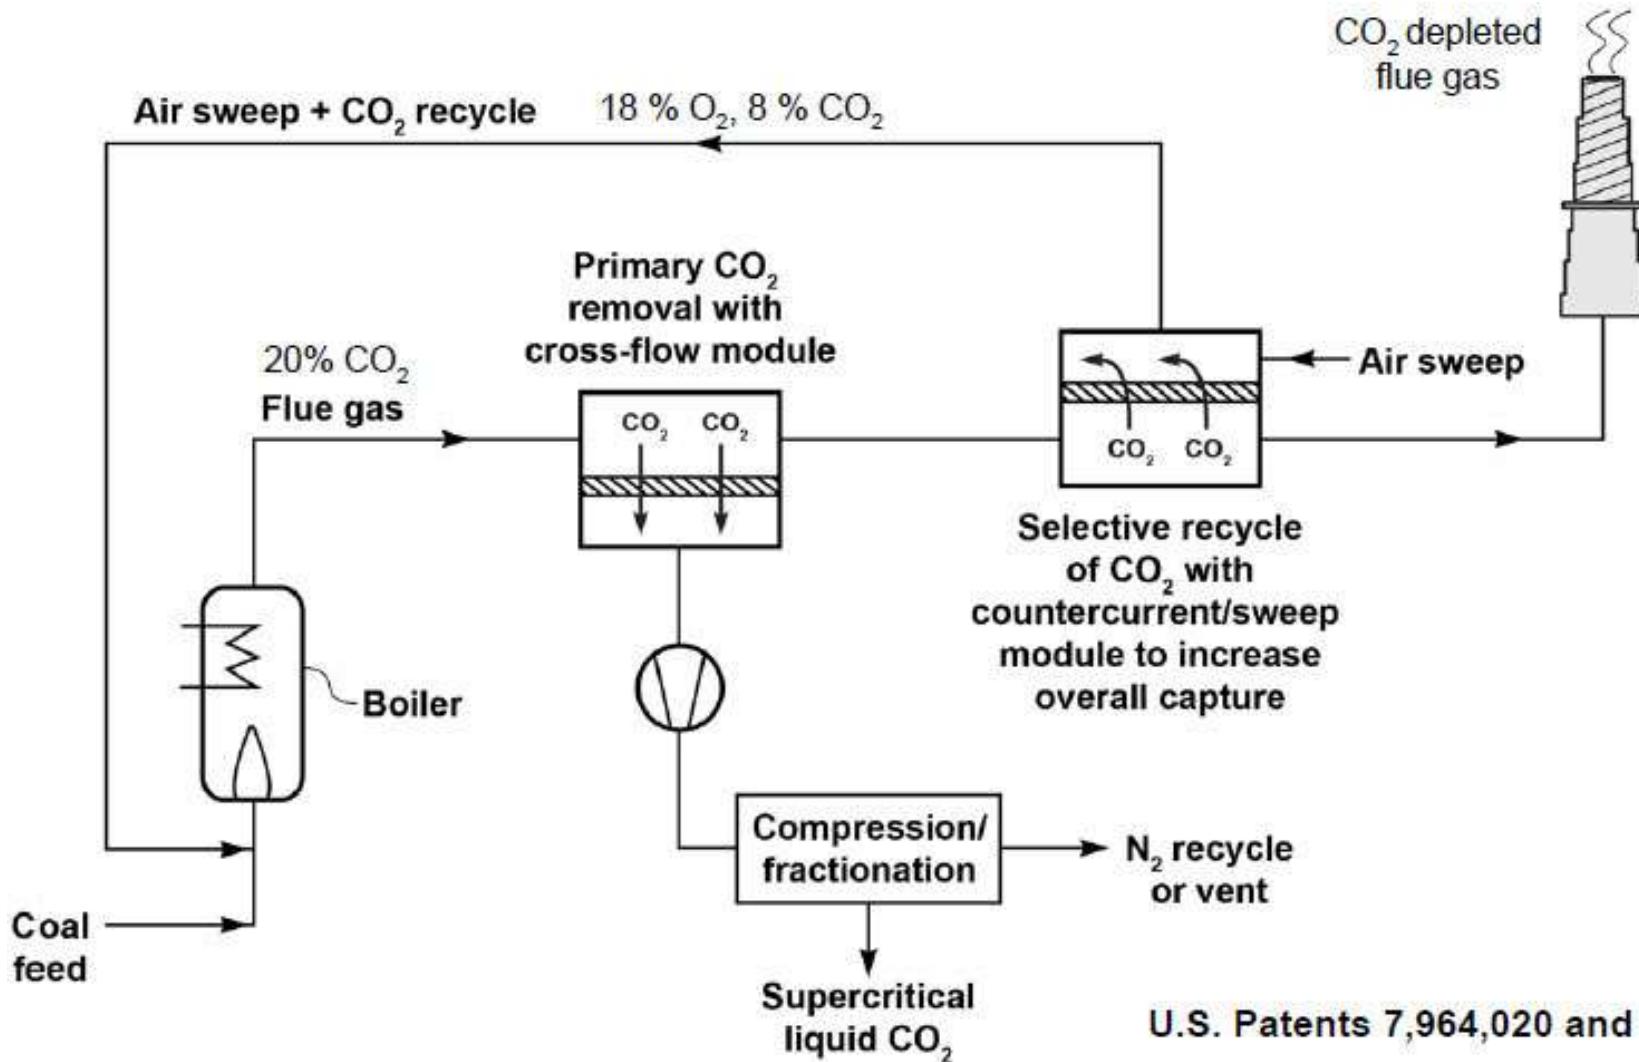 CO₂ depleted
flue gas
Air sweep + CO₂ recycle
18 % O₂, 8 % CO₂
Primary CO₂
removal with
cross-flow module
20% CO₂
Flue gas
Air sweep
CO₂ CO₂
CO₂ CO₂
Selective recycle
of CO₂ with
countercurrent/sweep
module to increase
overall capture
Boiler
Compression/
fractionation
N₂ recycle
or vent
Coal
feed
Supercritical
liquid CO₂
U.S. Patents 7,964,020 and